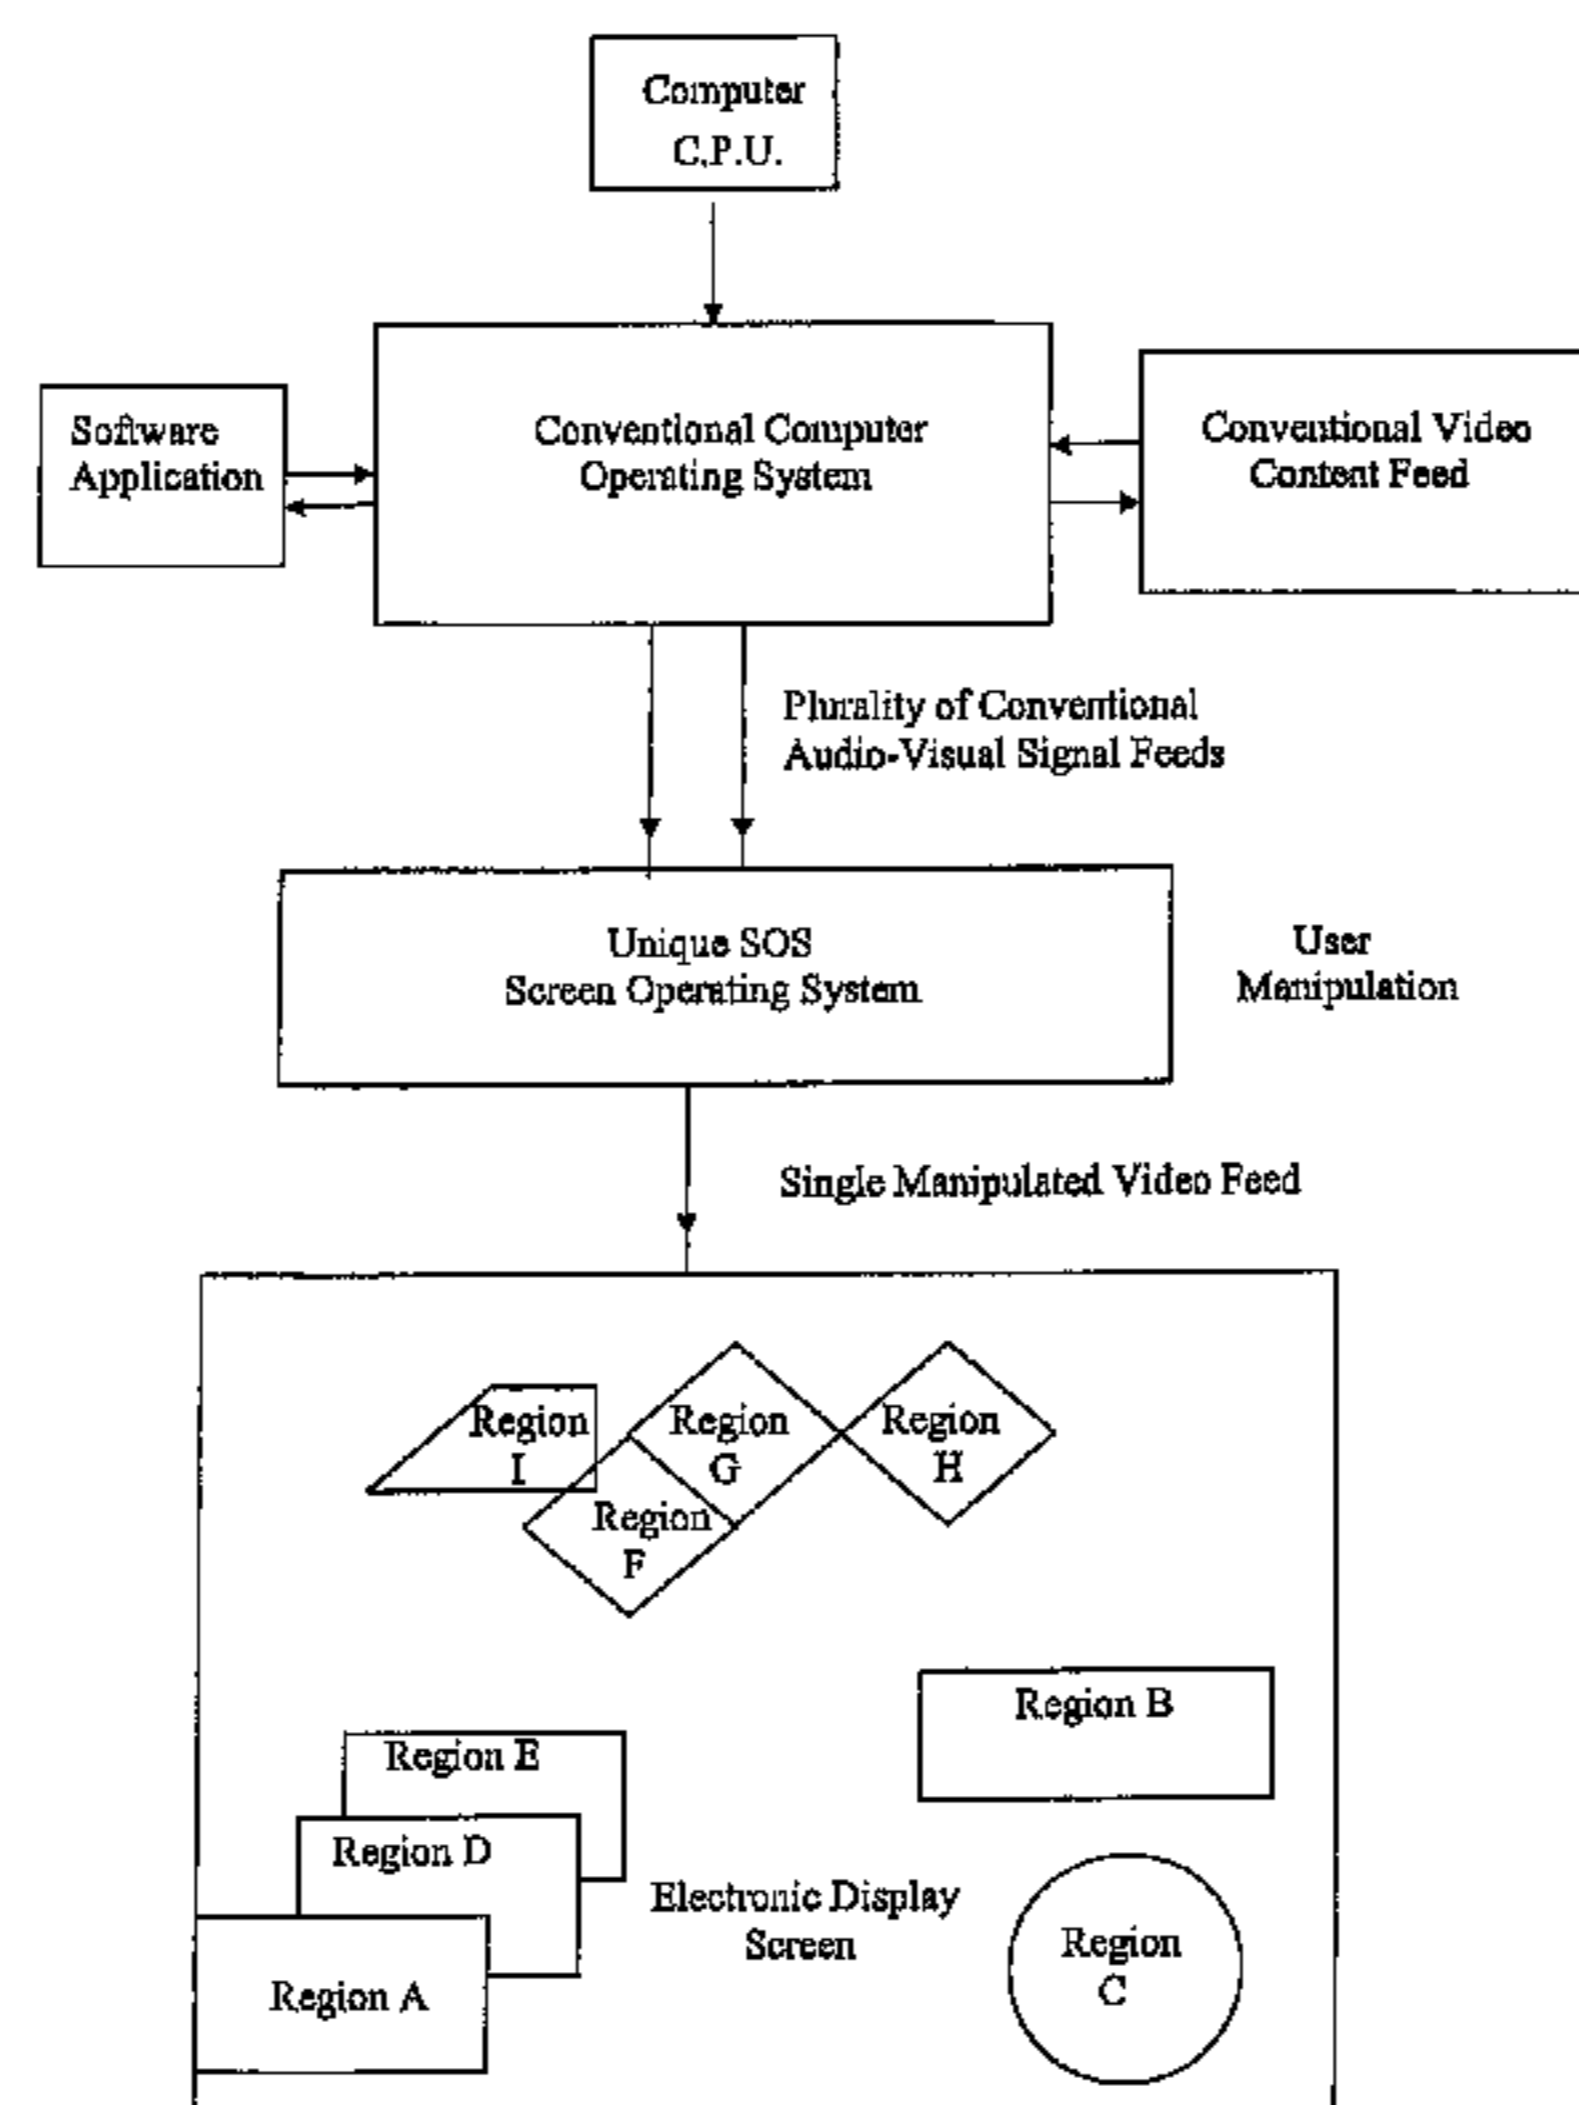 Computer
C.P.U.
Software
Application
Conventional Computer
Operating System
Conventional Video
Content Feed
Plurality of Conventional
Audio-Visual Signal Feeds
Unique SOS
Screen Operating System
User
Manipulation
Single Manipulated Video Feed
Region
I
Region
G
Region
H
Region
F
Region B
Region E
Region D
Electronic Display
Screen
Region
C
Region A